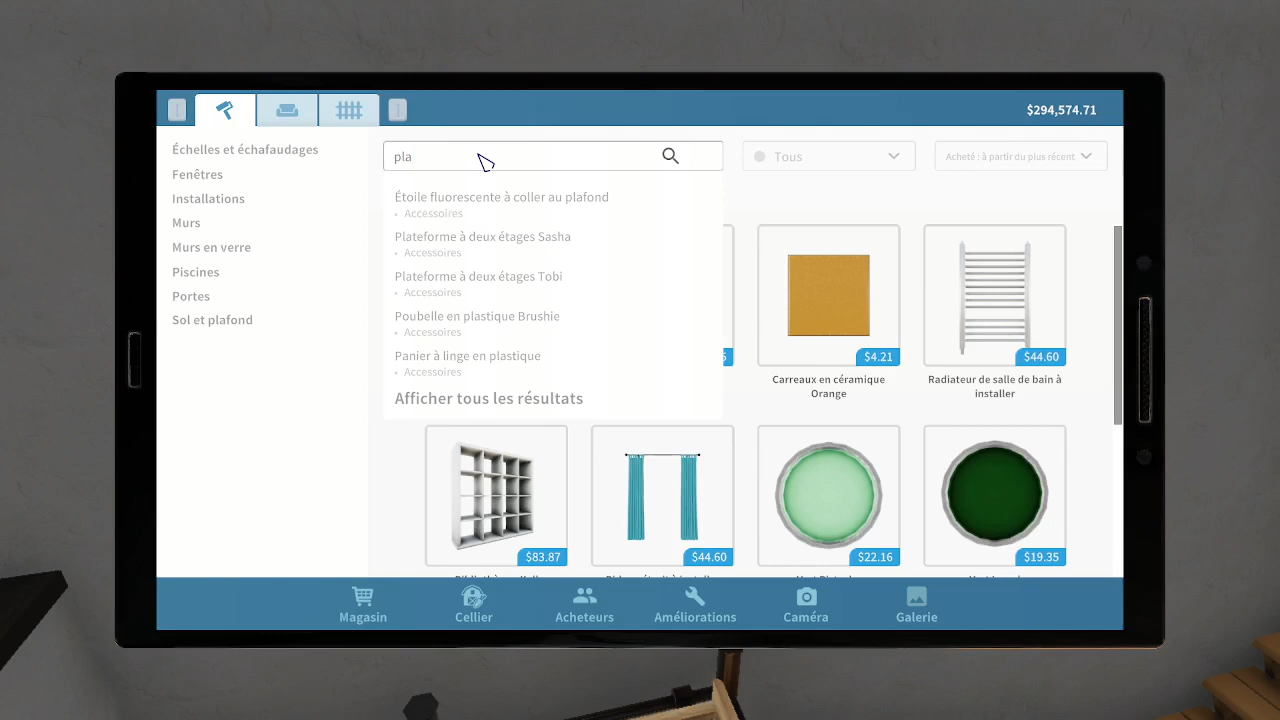 $294,574.71
Échelles et échafaudages
Fenêtres
Installations
Murs
Murs en verre
Piscines
Portes
Sol et plafond
pla
Tous
Acheté : à partir du plus récent
Étoile fluorescente à coller au plafond
• Accessoires
Plateforme à deux étages Sasha
• Accessoires
Plateforme à deux étages Tobi
• Accessoires
Poubelle en plastique Brushie
• Accessoires
Panier à linge en plastique
• Accessoires
Afficher tous les résultats
$4.21
Carreaux en céramique
Orange
$44.60
Radiateur de salle de bain à
installer
$83.87
$44.60
$22.16
$19.35
Magasin
Cellier
Acheteurs
Améliorations
Caméra
Galerie